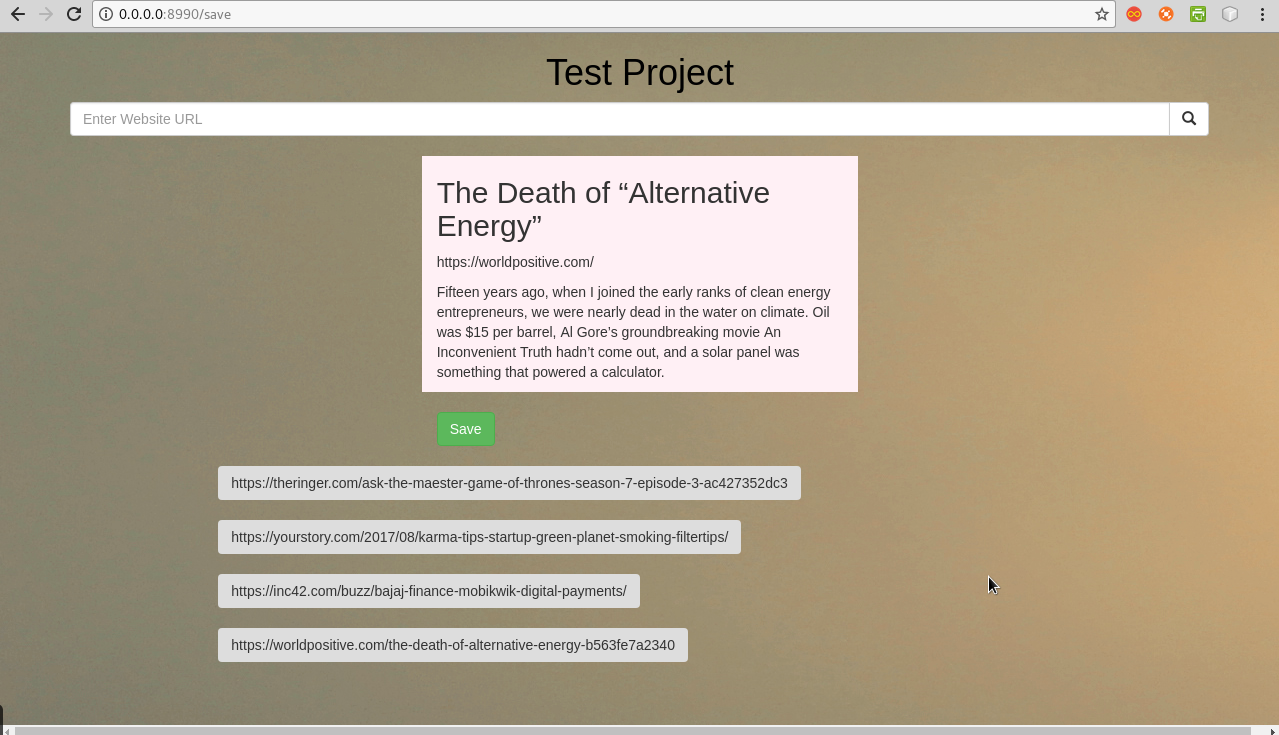 0.0.0.0:8990/save
Test Project
Enter Website URL
The Death of “Alternative
Energy”
https://worldpositive.com/
Fifteen years ago, when I joined the early ranks of clean energy
entrepreneurs, we were nearly dead in the water on climate. Oil
was $15 per barrel, Al Gore’s groundbreaking movie An
Inconvenient Truth hadn’t come out, and a solar panel was
something that powered a calculator.
Save
https://theringer.com/ask-the-maester-game-of-thrones-season-7-episode-3-ac427352dc3
https://yourstory.com/2017/08/karma-tips-startup-green-planet-smoking-filtertips/
https://inc42.com/buzz/bajaj-finance-mobikwik-digital-payments/
https://worldpositive.com/the-death-of-alternative-energy-b563fe7a2340